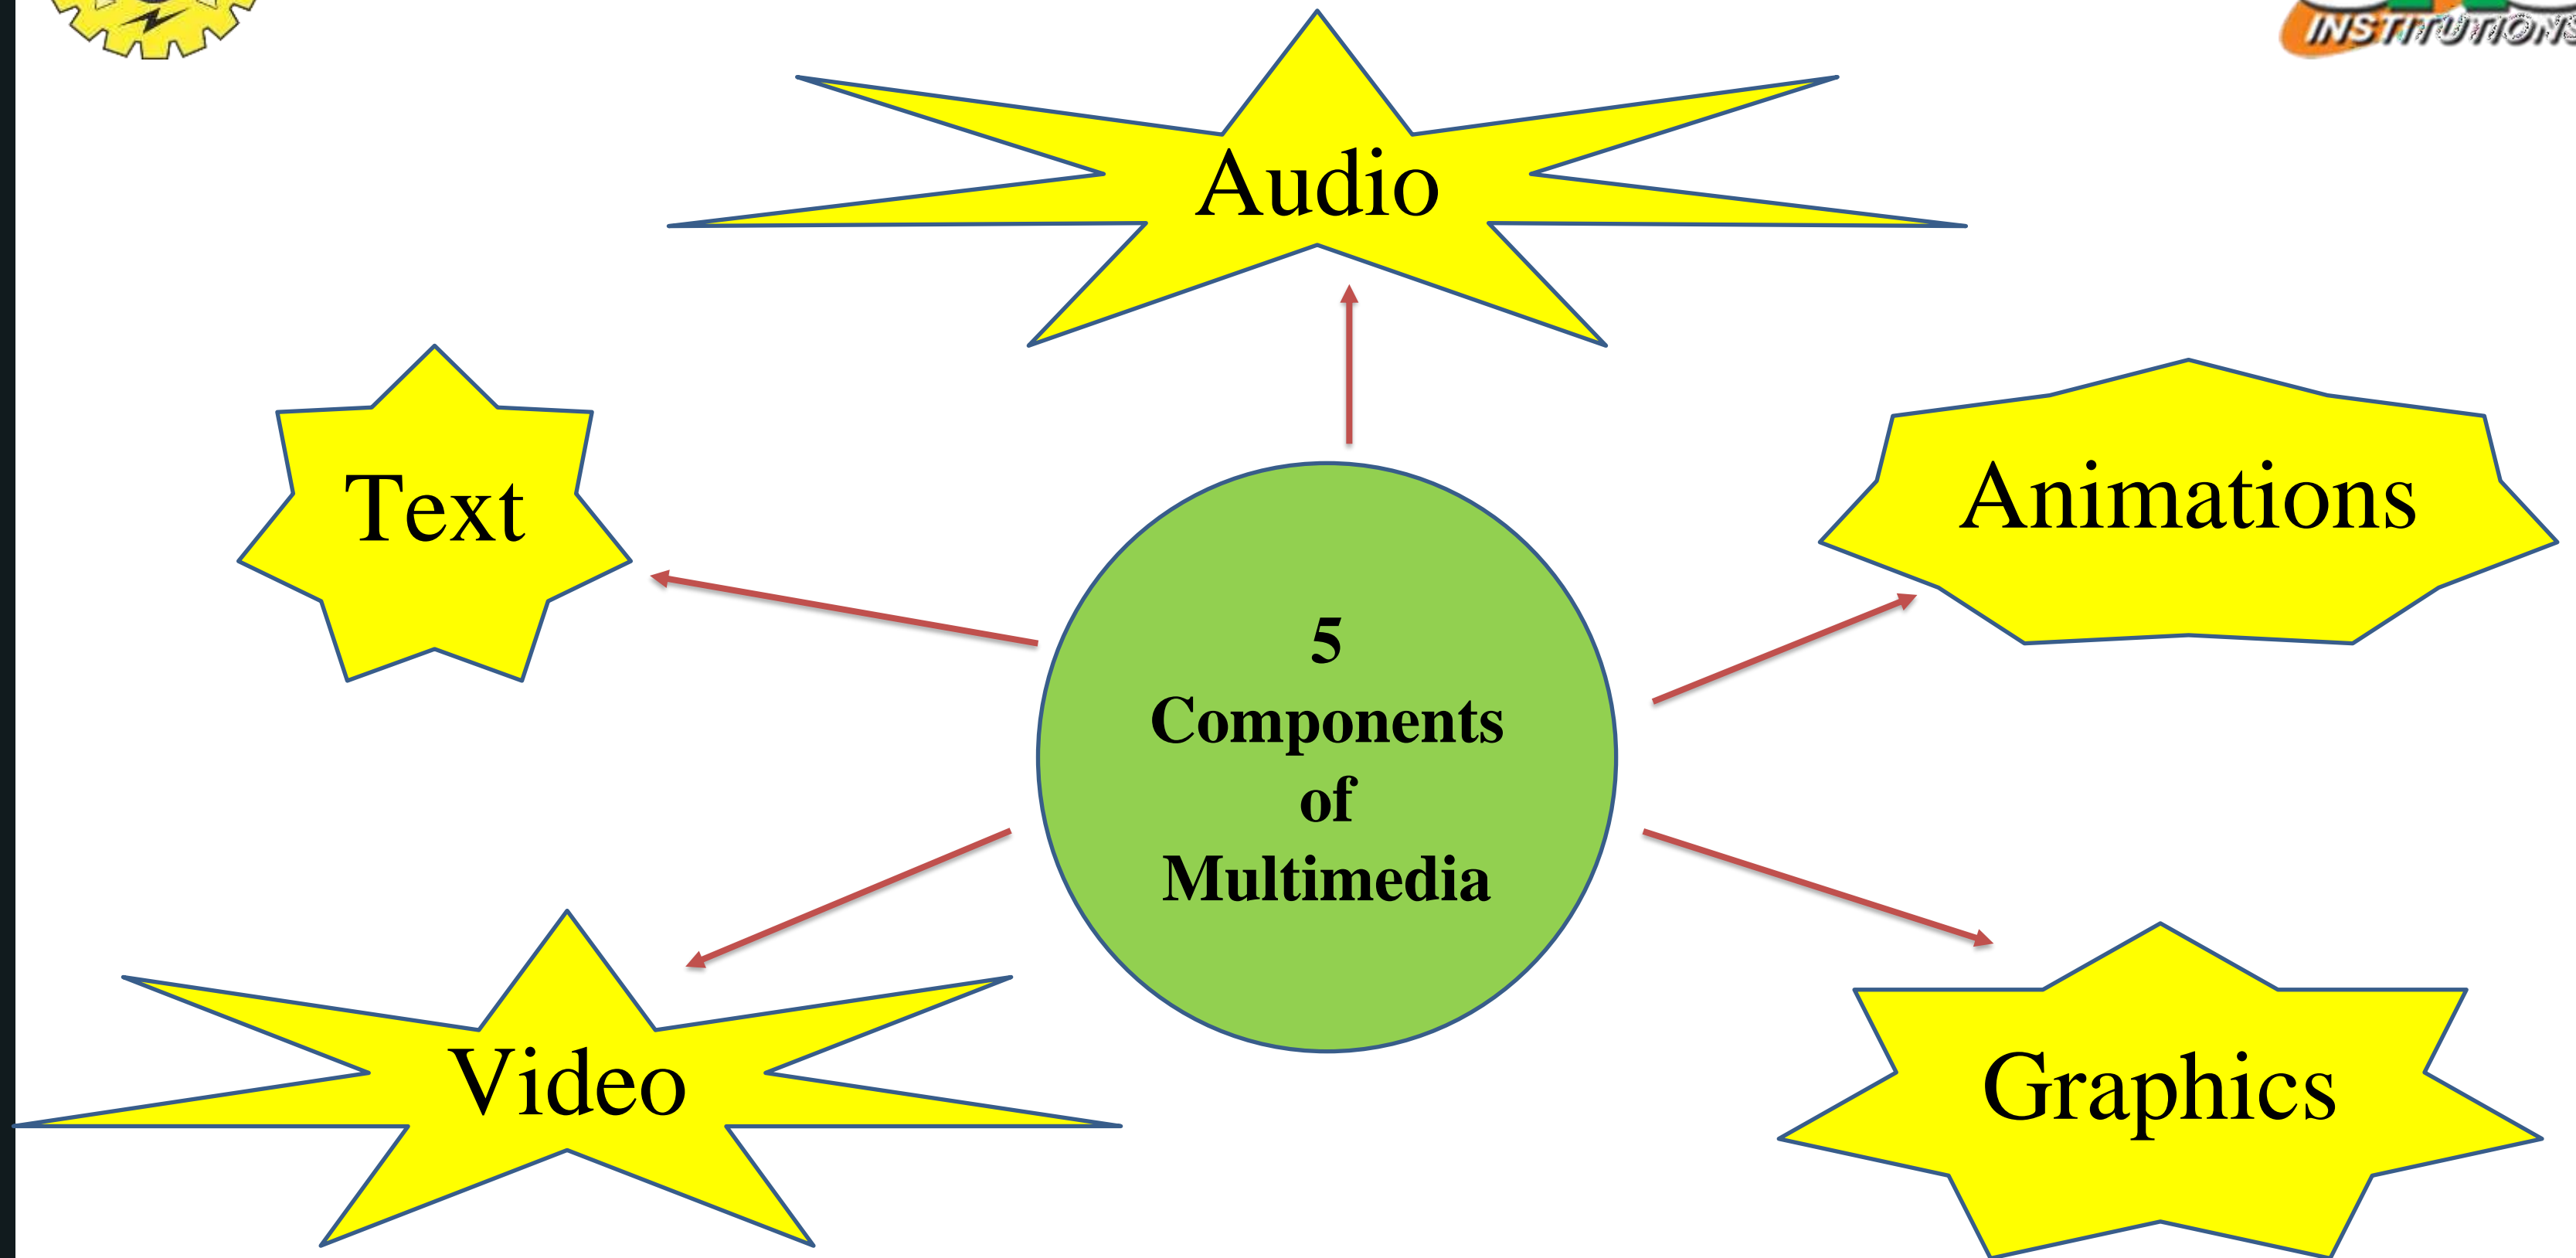 INSTITUTIONS
Audio
Text
Animations
5
Components
of
Multimedia
Video
Graphics